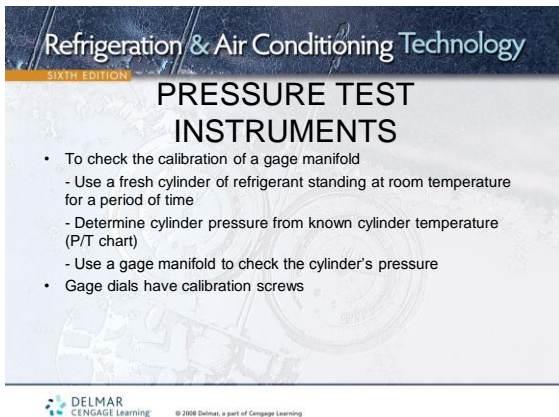 Refrigeration & Air Conditioning Technology
SIXTH EDITION
PRESSURE TEST
INSTRUMENTS
• To check the calibration of a gage manifold
- Use a fresh cylinder of refrigerant standing at room temperature
for a period of time
- Determine cylinder pressure from known cylinder temperature
(P/T chart)
- Use a gage manifold to check the cylinder's pressure
• Gage dials have calibration screws
DELMAR
CENGAGE Learning
© 2008 Delmar, a part of Cengage Learning